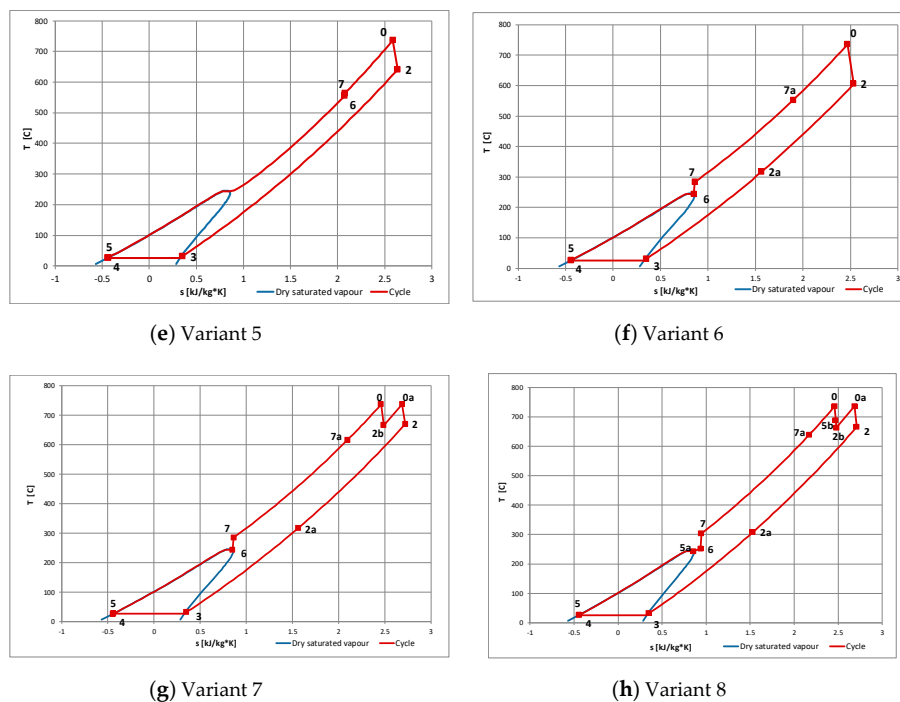 800
700
600
500
400
300
200
100
0
T [C]
0
2
7
6
5
4
3
-1 -0.5 0 0.5 1 1.5 2 2.5 3
s [kJ/kg*K]
Dry saturated vapour
Cycle
(e) Variant 5
800
700
600
500
400
300
200
100
0
T [C]
0
2
7a
7
2a
6
5
4
3
-1 -0.5 0 0.5 1 1.5 2 2.5 3
s [kJ/kg*K]
Dry saturated vapour
Cycle
(f) Variant 6
800
700
600
500
400
300
200
100
0
T [C]
0
0a
7a
2b
2
7
2a
6
5
4
3
-1 -0.5 0 0.5 1 1.5 2 2.5 3
s [kJ/kg*K]
Dry saturated vapour
Cycle
(g) Variant 7
800
700
600
500
400
300
200
100
0
T [C]
0
0a
7a
5b
2b
2
7
5a
6
2a
5
4
3
-1 -0.5 0 0.5 1 1.5 2 2.5 3
s [kJ/kg*K]
Dry saturated vapour
Cycle
(h) Variant 8